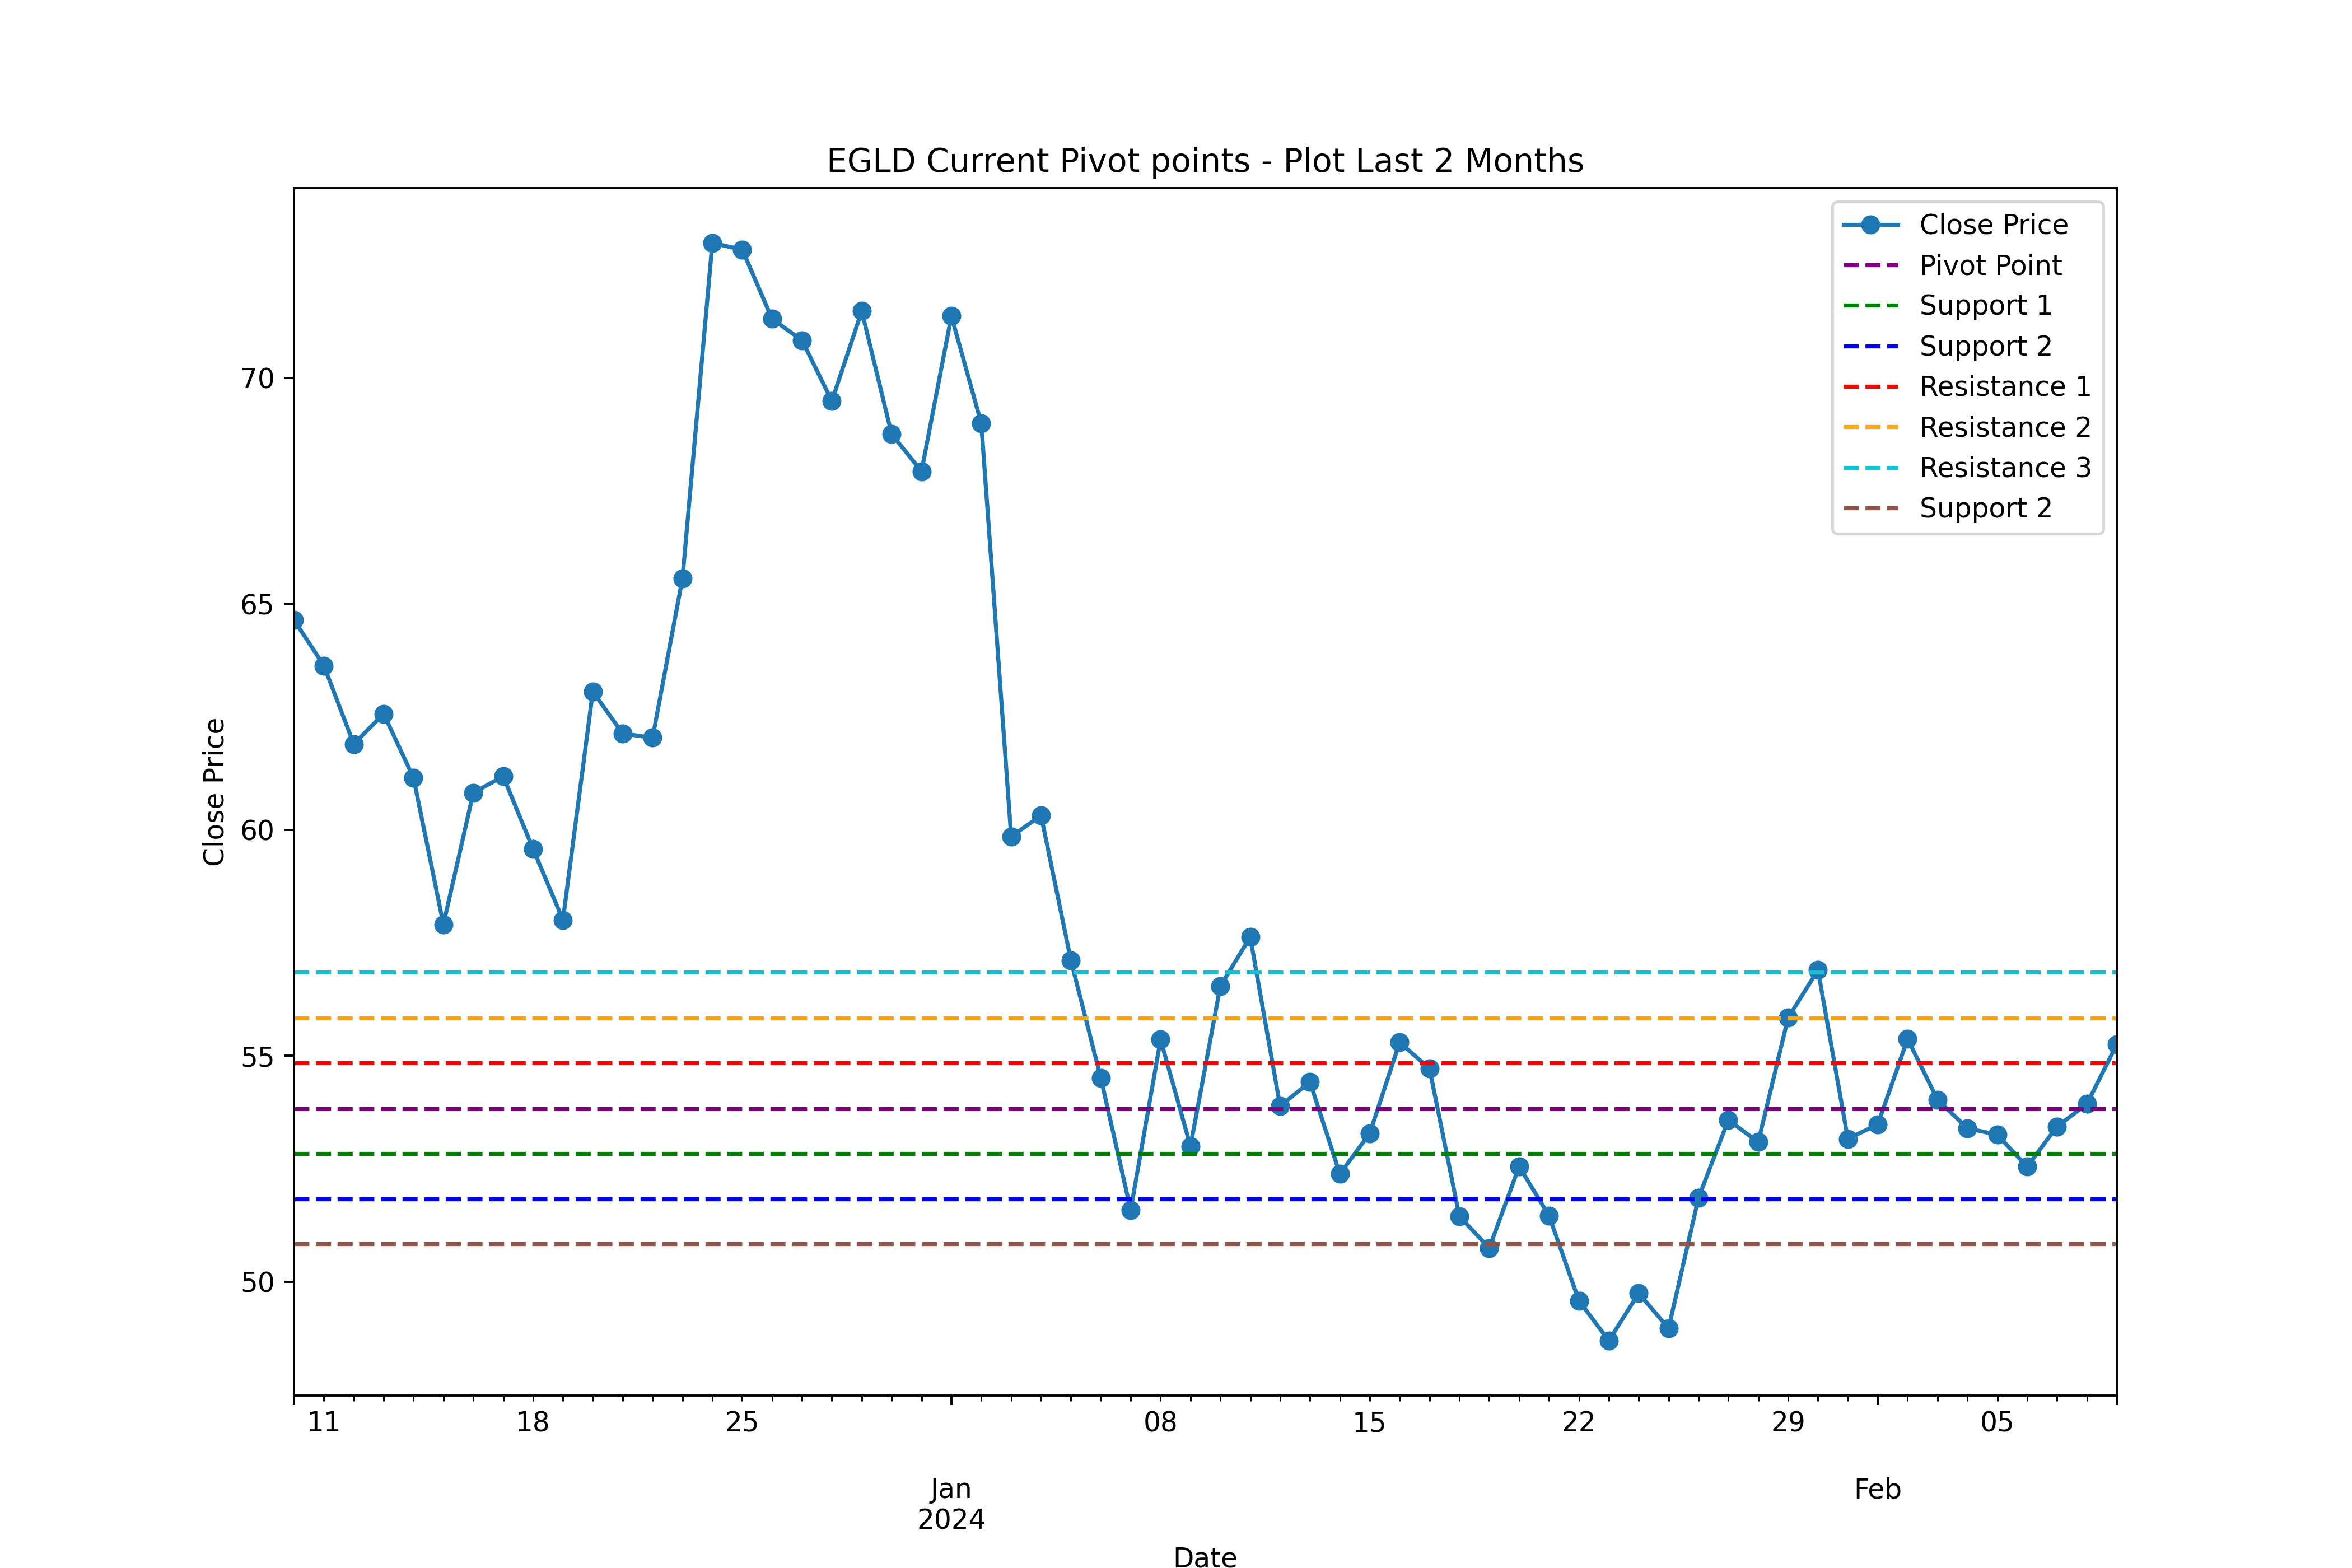 EGLD Current Pivot points - Plot Last 2 Months
Close Price
Pivot Point
Support 1
Support 2
Resistance 1
Resistance 2
Resistance 3
Support 2
70
65
60
55
50
Close Price
11 18 25 08 15 22 29 05
Jan Feb
2024
Date